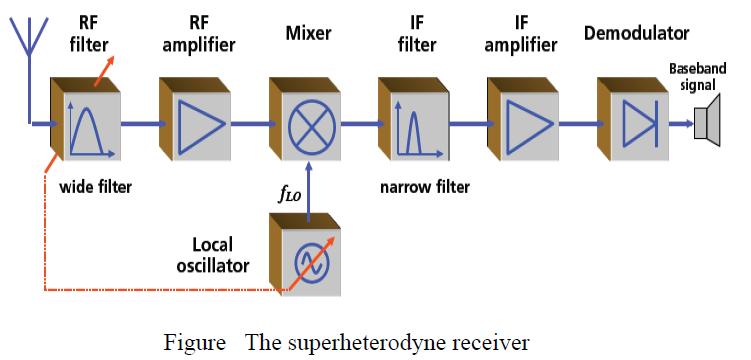 RF
filter
RF
amplifier
Mixer
IF
filter
IF
amplifier
Demodulator
Baseband
signal
wide filter
fLO
narrow filter
Local
oscillator
Figure The superheterodyne receiver